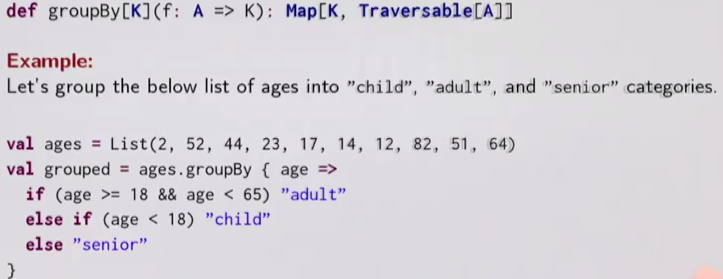 def groupBy[K](f: A => K): Map[K, Traversable[A]]
Example:
Let's group the below list of ages into "child", "adult", and "senior" categories.
val ages = List(2, 52, 44, 23, 17, 14, 12, 82, 51, 64)
val grouped = ages.groupBy { age =>
if (age >= 18 && age < 65) "adult"
else if (age < 18) "child"
else "senior"
}